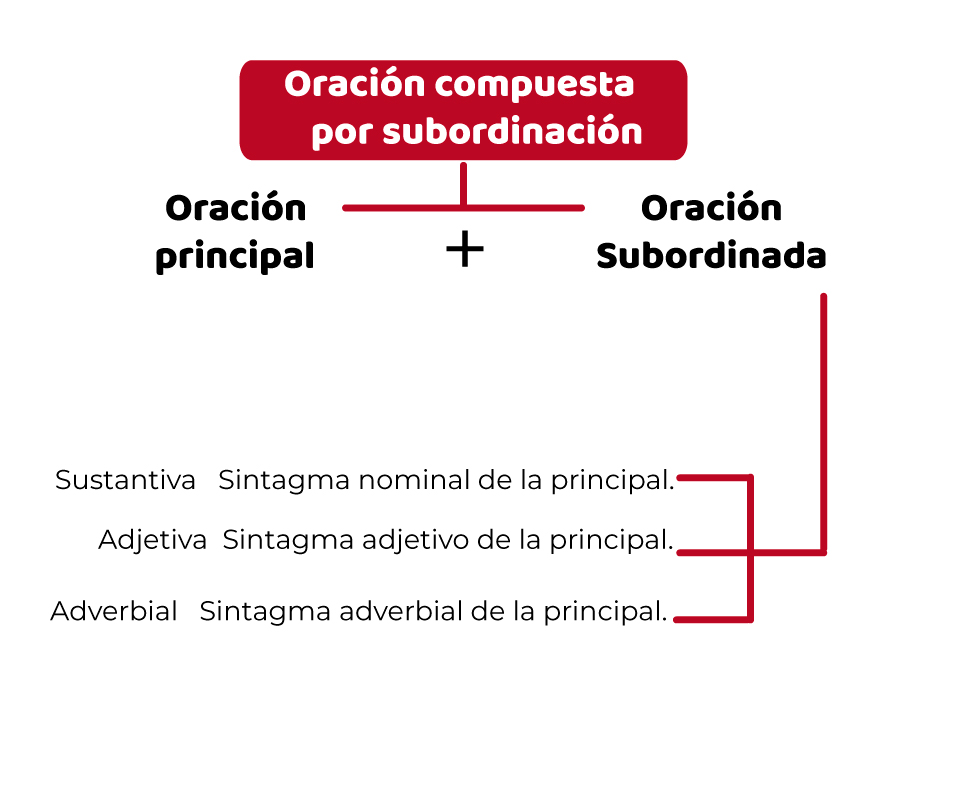 Oración compuesta
por subordinación
Oración
principal
+
Oración
Subordinada
Sustantiva Sintagma nominal de la principal.
Adjetiva Sintagma adjetivo de la principal.
Adverbial Sintagma adverbial de la principal.